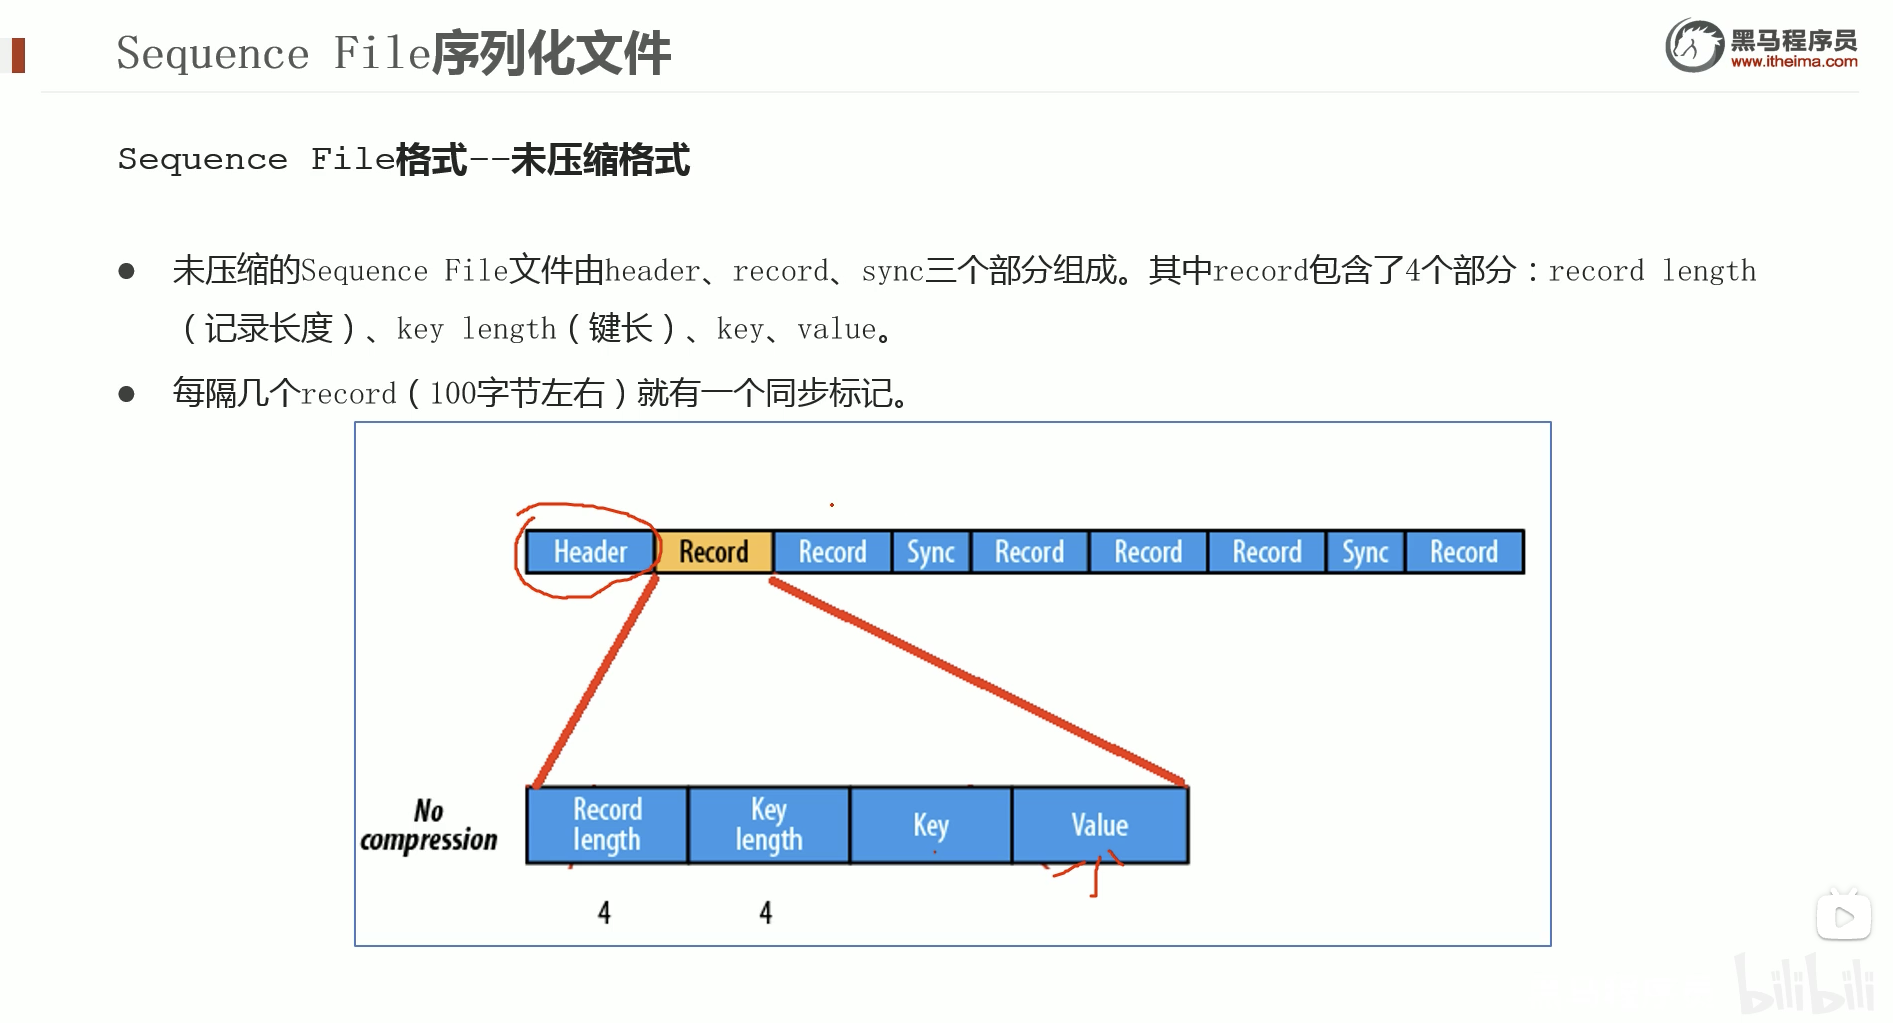 Sequence File序列化文件
黑马程序员
www.itheima.com
Sequence File格式--未压缩格式
未压缩的Sequence File文件由header、record、sync三个部分组成。其中record包含了4个部分：record length
（记录长度）、key length（键长）、key、value。
每隔几个record（100字节左右）就有一个同步标记。
Header Record Record Sync Record Record Record Sync Record
No
compression
Record
length
Key
length
Key
Value
4 4
bilibili